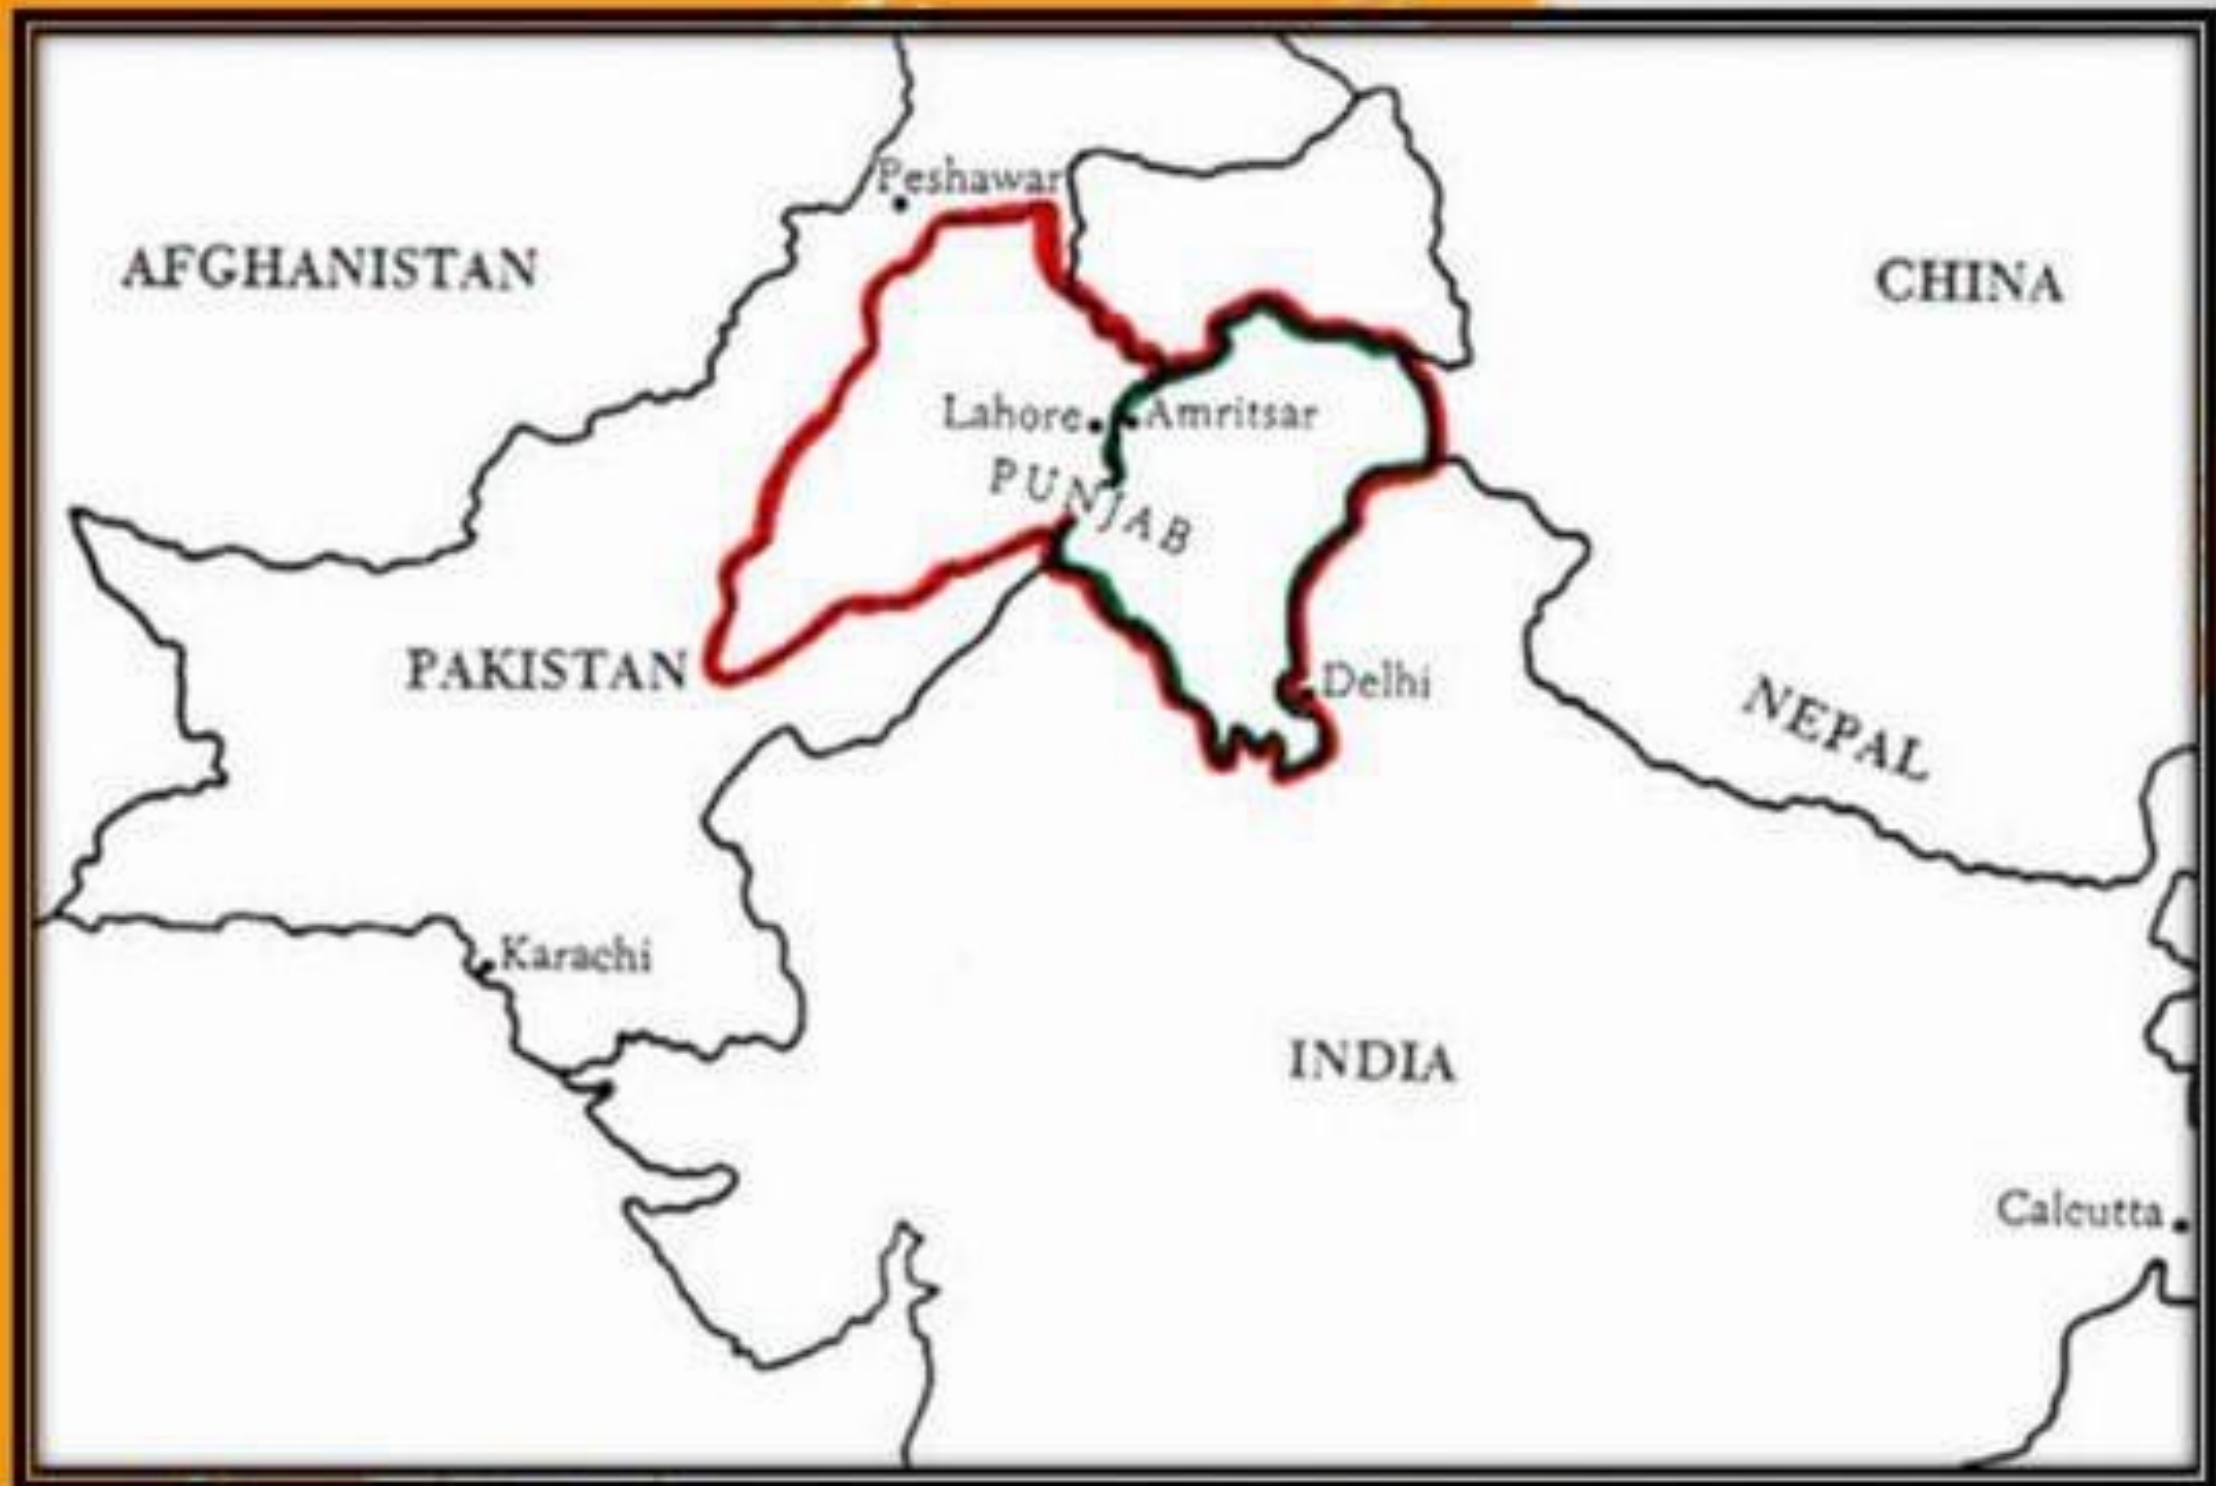 Peshawar
AFGHANISTAN
CHINA
Lahore
Amritsar
PUNJAB
PAKISTAN
Delhi
NEPAL
Karachi
INDIA
Calcutta